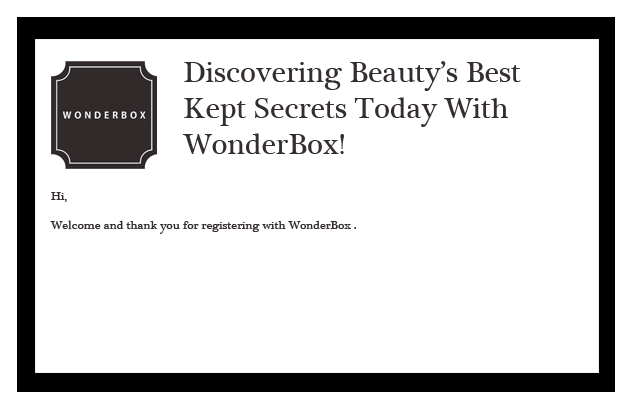 WONDERBOX
Discovering Beauty’s Best
Kept Secrets Today With
WonderBox!
Hi,
Welcome and thank you for registering with WonderBox .